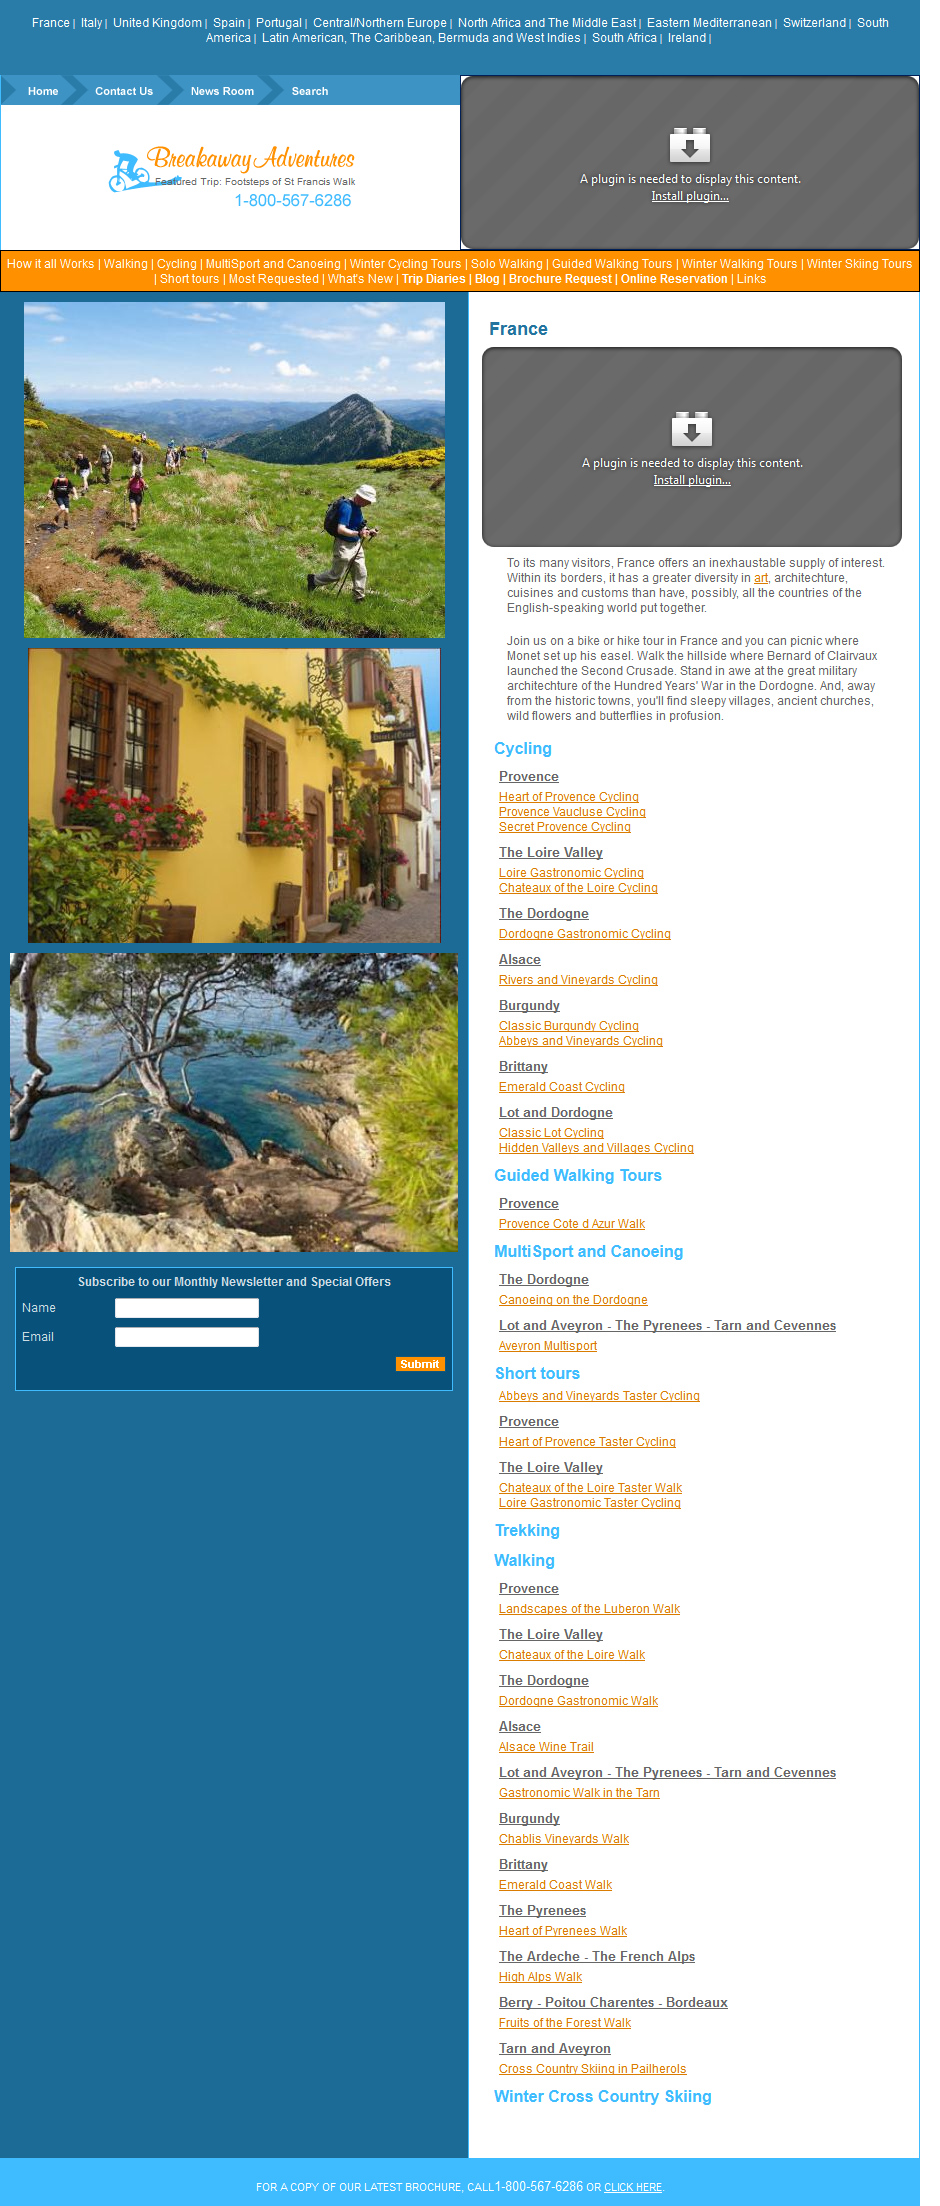 France | Italy | United Kingdom | Spain | Portugal | Central/Northern Europe | North Africa and The Middle East | Eastern Mediterranean | Switzerland | South
America | Latin American, The Caribbean, Bermuda and West Indies | South Africa | Ireland |
Home Contact Us News Room Search
Breakaway Adventures
Featured Trip: Footsteps of St Francis Walk
1-800-567-6286
A plugin is needed to display this content.
Install plugin...
How it all Works | Walking | Cycling | MultiSport and Canoeing | Winter Cycling Tours | Solo Walking | Guided Walking Tours | Winter Walking Tours | Winter Skiing Tours
| Short tours | Most Requested | What's New | Trip Diaries | Blog | Brochure Request | Online Reservation | Links
Subscribe to our Monthly Newsletter and Special Offers
Name
Email
Submit
France
A plugin is needed to display this content.
Install plugin...
To its many visitors, France offers an inexhaustable supply of interest.
Within its borders, it has a greater diversity in art, architechture,
cuisines and customs than have, possibly, all the countries of the
English-speaking world put together.
Join us on a bike or hike tour in France and you can picnic where
Monet set up his easel. Walk the hillside where Bernard of Clairvaux
launched the Second Crusade. Stand in awe at the great military
architechture of the Hundred Years' War in the Dordogne. And, away
from the historic towns, you'll find sleepy villages, ancient churches,
wild flowers and butterflies in profusion.
Cycling
Provence
Heart of Provence Cycling
Provence Vaucluse Cycling
Secret Provence Cycling
The Loire Valley
Loire Gastronomic Cycling
Chateaux of the Loire Cycling
The Dordogne
Dordogne Gastronomic Cycling
Alsace
Rivers and Vineyards Cycling
Burgundy
Classic Burgundy Cycling
Abbeys and Vineyards Cycling
Brittany
Emerald Coast Cycling
Lot and Dordogne
Classic Lot Cycling
Hidden Valleys and Villages Cycling
Guided Walking Tours
Provence
Provence Cote d Azur Walk
MultiSport and Canoeing
The Dordogne
Canoeing on the Dordogne
Lot and Aveyron - The Pyrenees - Tarn and Cevennes
Aveyron Multisport
Short tours
Abbeys and Vineyards Taster Cycling
Provence
Heart of Provence Taster Cycling
The Loire Valley
Chateaux of the Loire Taster Walk
Loire Gastronomic Taster Cycling
Trekking
Walking
Provence
Landscapes of the Luberon Walk
The Loire Valley
Chateaux of the Loire Walk
The Dordogne
Dordogne Gastronomic Walk
Alsace
Alsace Wine Trail
Lot and Aveyron - The Pyrenees - Tarn and Cevennes
Gastronomic Walk in the Tarn
Burgundy
Chablis Vineyards Walk
Brittany
Emerald Coast Walk
The Pyrenees
Heart of Pyrenees Walk
The Ardeche - The French Alps
High Alps Walk
Berry - Poitou Charentes - Bordeaux
Fruits of the Forest Walk
Tarn and Aveyron
Cross Country Skiing in Pailherols
Winter Cross Country Skiing
FOR A COPY OF OUR LATEST BROCHURE, CALL 1-800-567-6286 OR CLICK HERE.